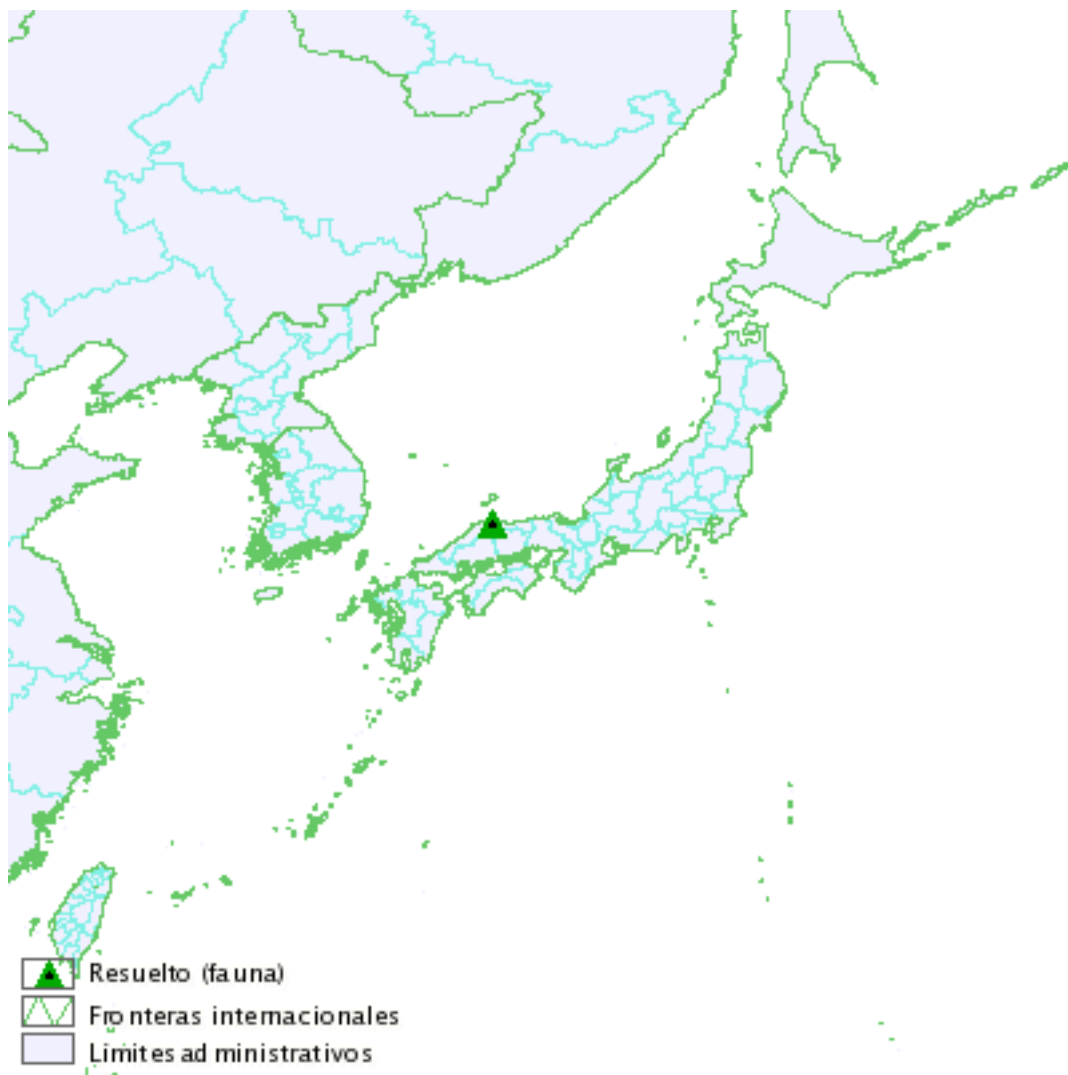 Resuelto (fauna)
Fronteras internacionales
Limites administrativos